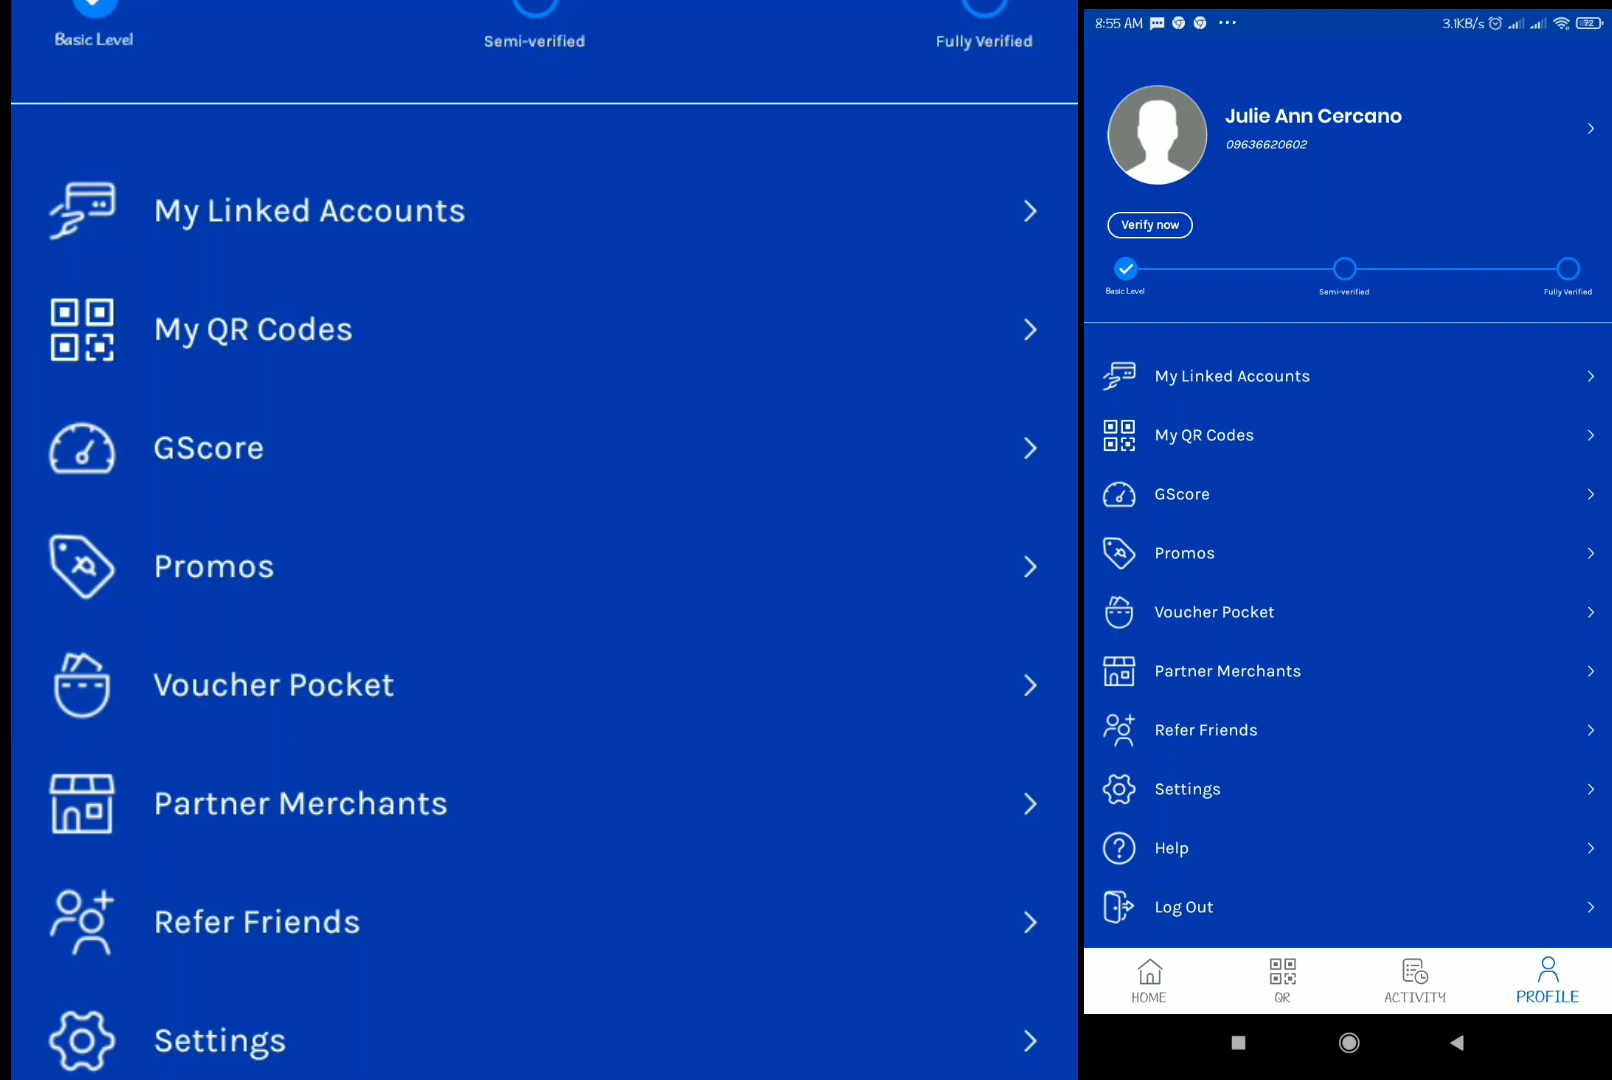 Basic Level
Semi-verified
Fully Verified
My Linked Accounts
My QR Codes
GScore
Promos
Voucher Pocket
Partner Merchants
Refer Friends
Settings
8:55 AM
3.1KB/s
72
Julie Ann Cercano
09636620602
Verify now
Basic Level
Semi-verified
Fully Verified
My Linked Accounts
My QR Codes
GScore
Promos
Voucher Pocket
Partner Merchants
Refer Friends
Settings
Help
Log Out
HOME
QR
ACTIVITY
PROFILE